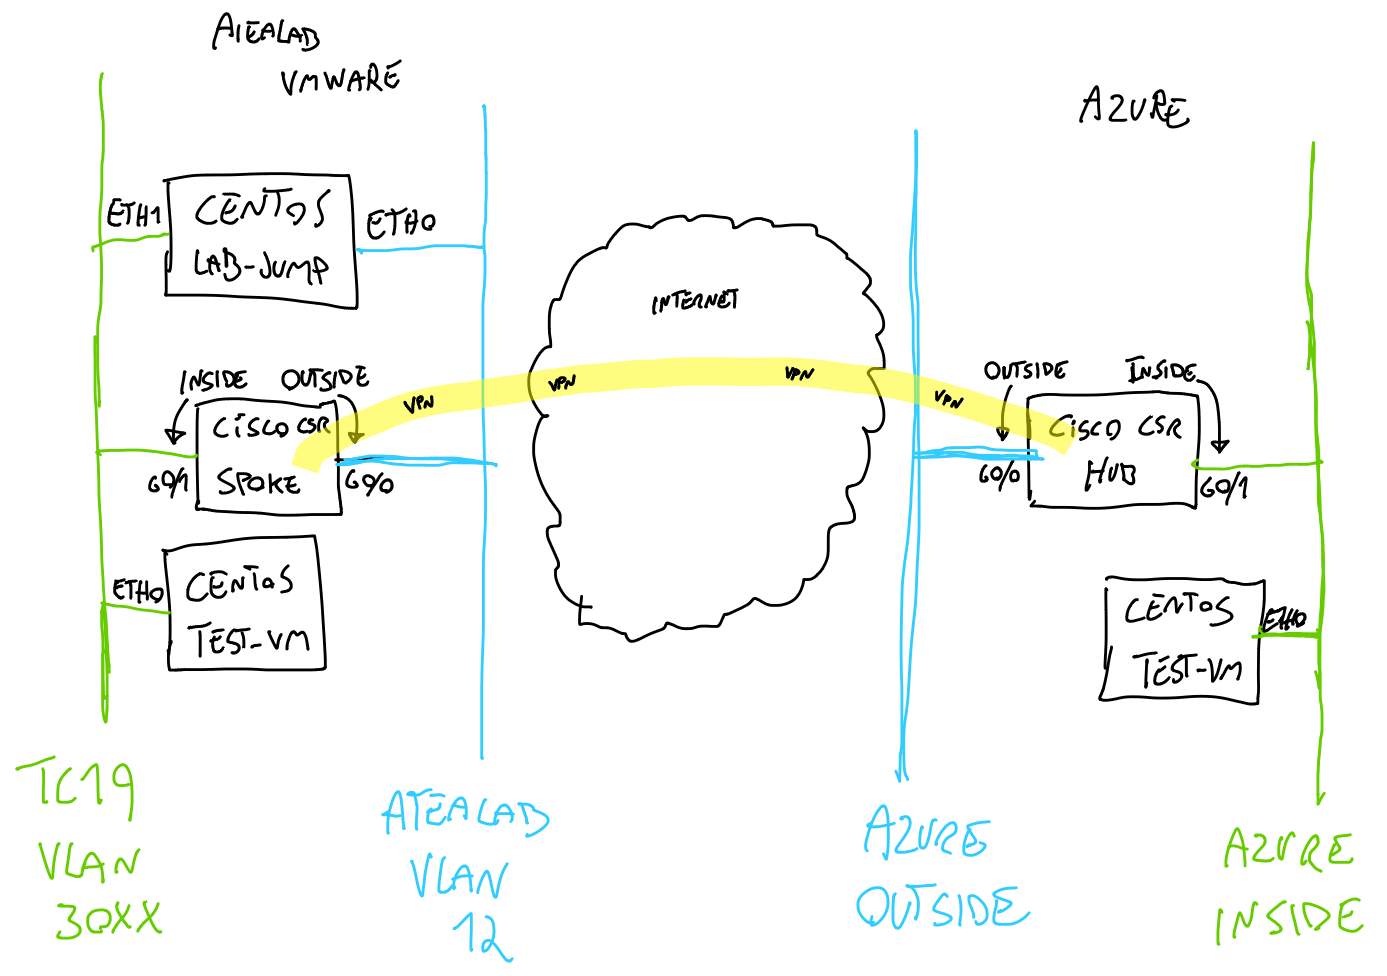 ATEALAB
VMWARE
AZURE
ETH1
CENTOS
LAB-JUMP
ETH0
INTERNET
INSIDE
OUTSIDE
VPN
VPN
VPN
VPN
OUTSIDE
INSIDE
CISCO CSR
SPOKE
G0/1
G0/0
CISCO CSR
HUB
G0/0
G0/1
ETH0
CENTOS
TEST-VM
CENTOS
TEST-VM
ETH0
TC19
VLAN
30XX
ATEALAB
VLAN
12
AZURE
OUTSIDE
AZURE
INSIDE